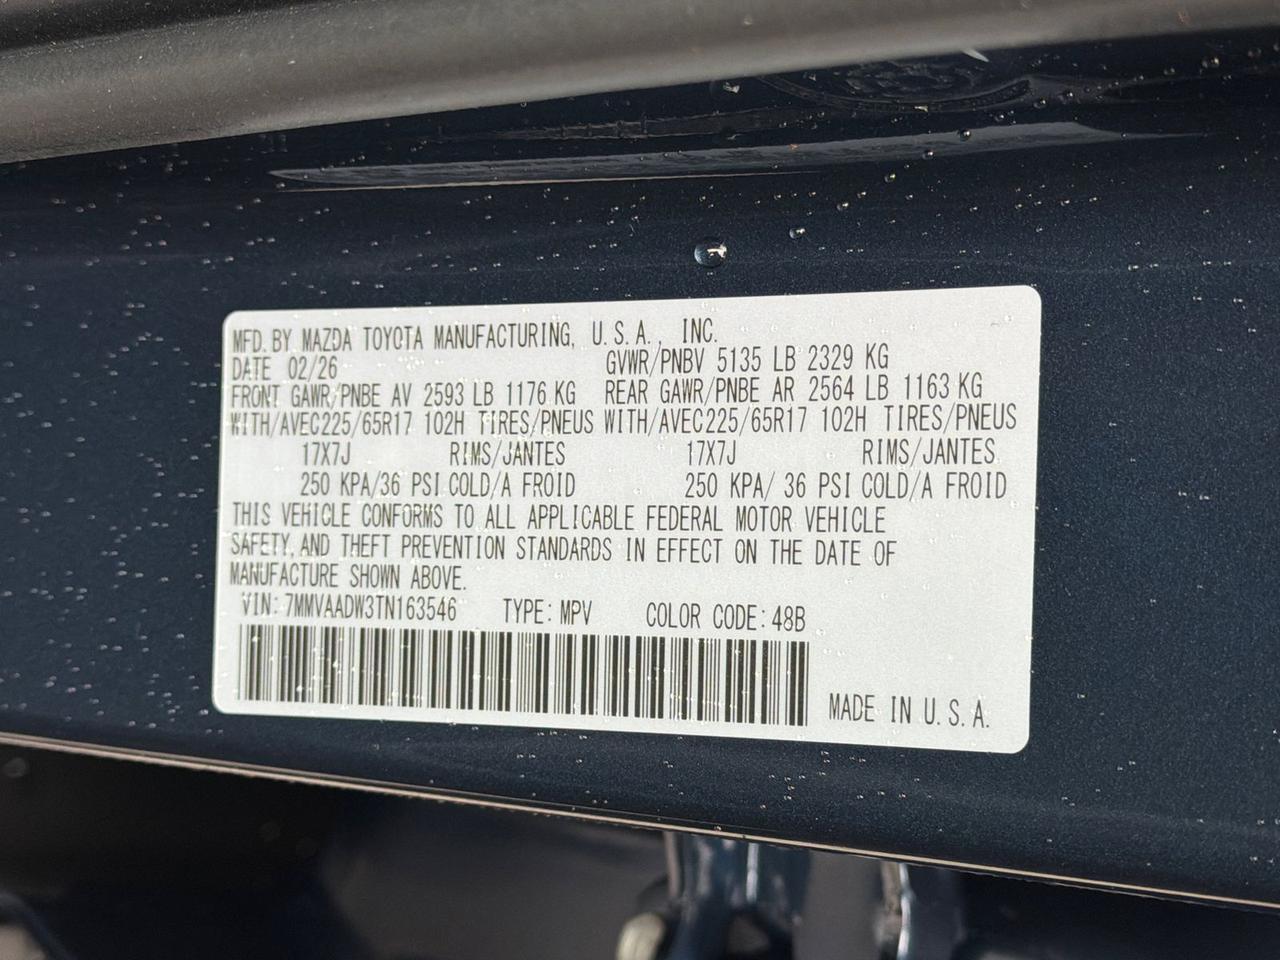 MFD. BY MAZDA TOYOTA MANUFACTURING, U.S.A., INC.
DATE 02/26 GVWR/PNBV 5135 LB 2329 KG
FRONT GAWR/PNBE AV 2593 LB 1176 KG REAR GAWR/PNBE AR 2564 LB 1163 KG
WITH/AVEC225/65R17 102H TIRES/PNEUS WITH/AVEC225/65R17 102H TIRES/PNEUS
17X7J RIMS/JANTES 17X7J RIMS/JANTES
250 KPA/36 PSI COLD/A FROID 250 KPA/ 36 PSI COLD/A FROID
THIS VEHICLE CONFORMS TO ALL APPLICABLE FEDERAL MOTOR VEHICLE
SAFETY, AND THEFT PREVENTION STANDARDS IN EFFECT ON THE DATE OF
MANUFACTURE SHOWN ABOVE.
VIN: 7MMVAADW3TN163546 TYPE: MPV COLOR CODE: 48B
MADE IN U.S.A.